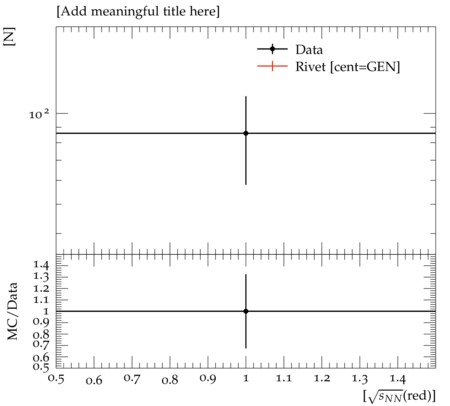 [Add meaningful title here]
[N]
Data
Rivet [cent=GEN]
10²
MC/Data
1.4
1.3
1.2
1.1
1
0.9
0.8
0.7
0.6
0.5
0.5 0.6 0.7 0.8 0.9 1 1.1 1.2 1.3 1.4
[√s_NN(red)]